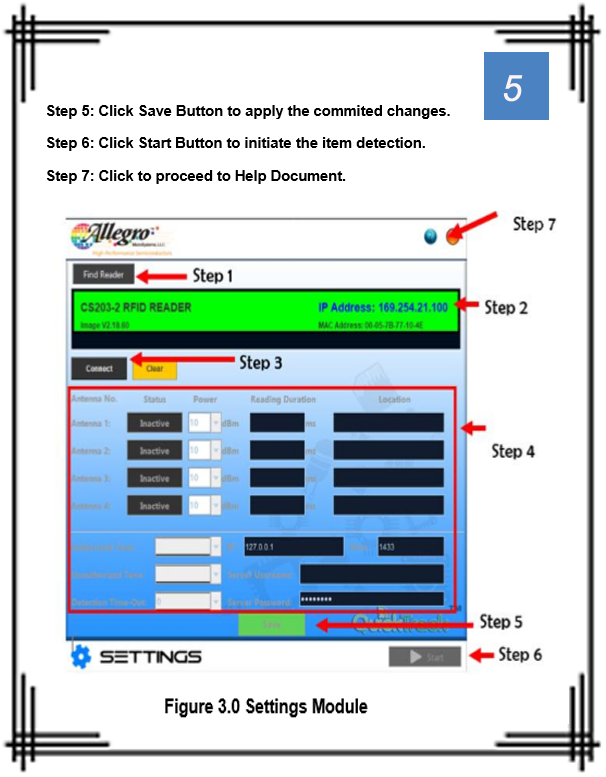 5
Step 5: Click Save Button to apply the commited changes.
Step 6: Click Start Button to initiate the item detection.
Step 7: Click to proceed to Help Document.
Allegro
MicroSystems, LLC
High-Performance Semiconductors
Step 7
Find Reader
Step 1
CS203-2 RFID READER IP Address: 169.254.21.100
Step 2
Image V2.18.60 MAC Address: 00-05-7B-77-10-4E
Step 3
Connect Clear
Antenna No. Status Power Reading Duration Location
Antenna 1: Inactive 10 dBm ms
Antenna 2: Inactive 10 dBm ms
Step 4
Antenna 3: Inactive 10 dBm ms
Antenna 4: Inactive 10 dBm ms
127.0.0.1 1433
Server Username:
Detection Time-Out: 0 Server Password: ********
Save
QuickTrack TM
Step 5
SETTINGS
Start
Step 6
Figure 3.0 Settings Module